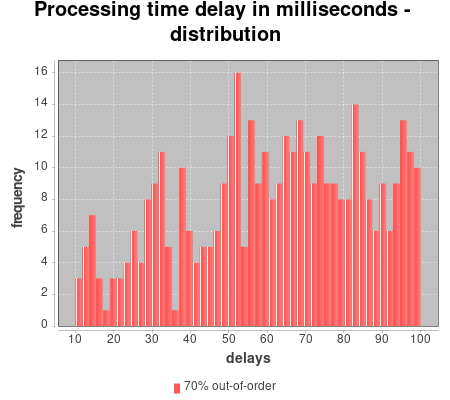 Processing time delay in milliseconds -
distribution
frequency
16
14
12
10
8
6
4
2
0
10 20 30 40 50 60 70 80 90 100
delays
70% out-of-order